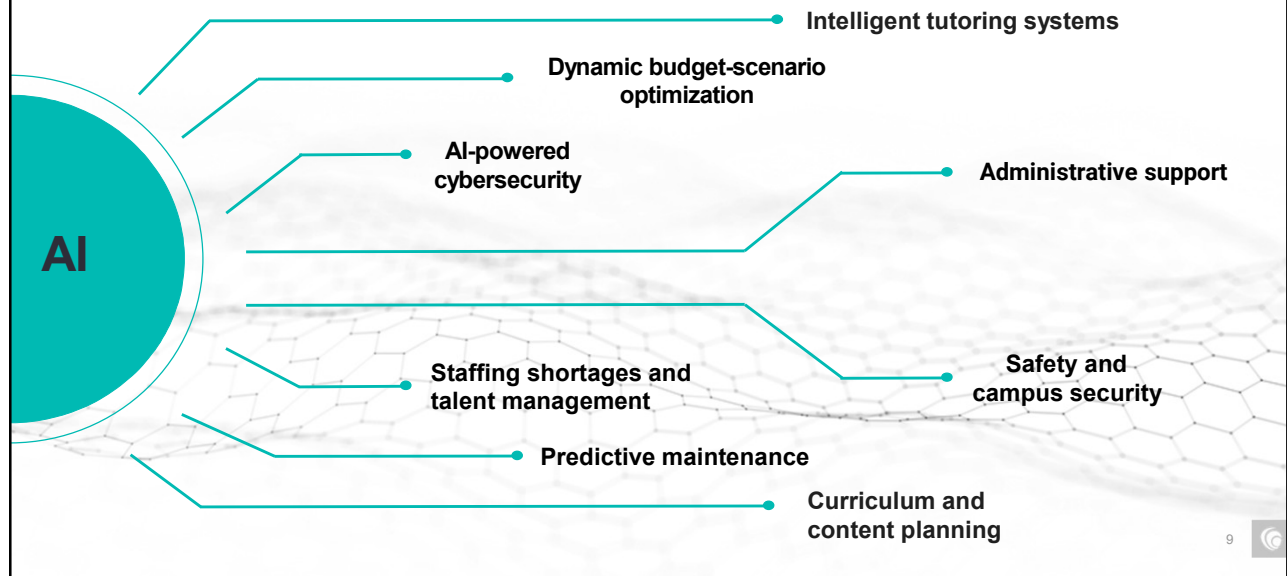 Intelligent tutoring systems
Dynamic budget-scenario
optimization
AI-powered
cybersecurity
Administrative support
AI
Staffing shortages and
talent management
Safety and
campus security
Predictive maintenance
Curriculum and
content planning
9